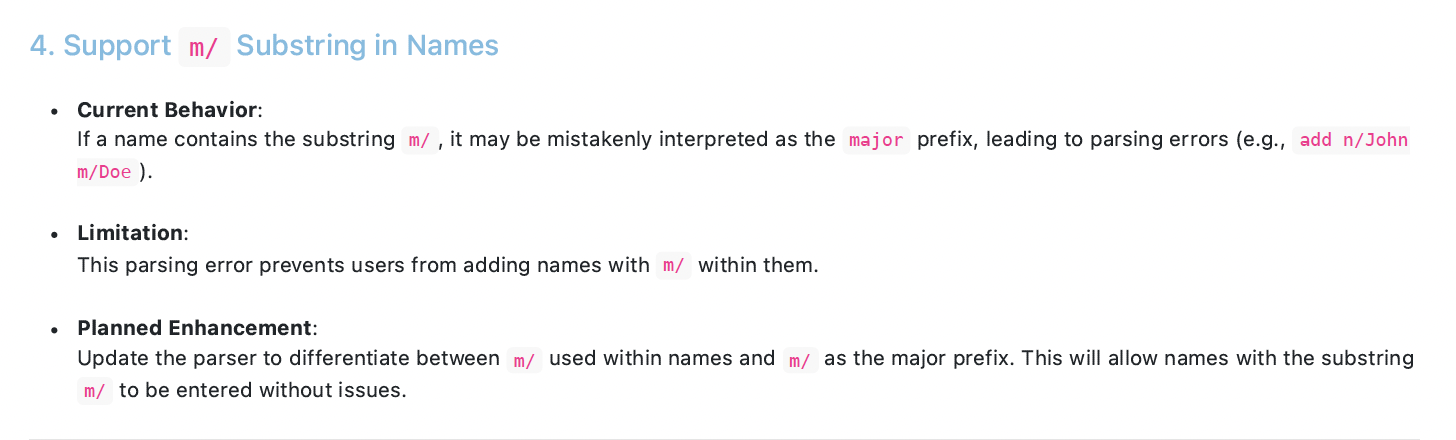 4. Support m/ Substring in Names
• Current Behavior:
If a name contains the substring m/ , it may be mistakenly interpreted as the major prefix, leading to parsing errors (e.g., add n/John
m/Doe ).
• Limitation:
This parsing error prevents users from adding names with m/ within them.
• Planned Enhancement:
Update the parser to differentiate between m/ used within names and m/ as the major prefix. This will allow names with the substring
m/ to be entered without issues.